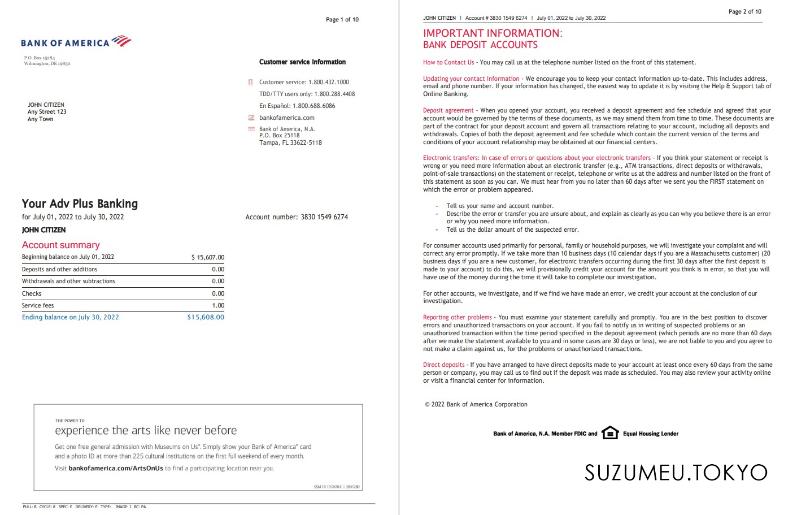 Page 1 of 10
BANK OF AMERICA
P.O. Box 15284
Wilmington, DE 19850
Customer service information
Customer service: 1.800.432.1000
TDD/TTY users only: 1.800.288.4408
En Español: 1.800.688.6086
bankofamerica.com
Bank of America, N.A.
P.O. Box 25118
Tampa, FL 33622-5118
JOHN CITIZEN
Any Street 123
Any Town
Your Adv Plus Banking
for July 01, 2022 to July 30, 2022
Account number: 3830 1549 6274
JOHN CITIZEN
Account summary
Beginning balance on July 01, 2022 $ 15,607.00
Deposits and other additions 0.00
Withdrawals and other subtractions 0.00
Checks 0.00
Service fees 1.00
Ending balance on July 30, 2022 $15,608.00
THE POWER TO
experience the arts like never before
Get one free general admission with Museums on Us®. Simply show your Bank of America® card
and a photo ID at more than 225 cultural institutions on the first full weekend of every month.
Visit bankofamerica.com/ArtsOnUs to find a participating location near you.
Page 2 of 10
JOHN CITIZEN | Account # 3830 1549 6274 | July 01, 2022 to July 30, 2022
IMPORTANT INFORMATION:
BANK DEPOSIT ACCOUNTS
How to Contact Us - You may call us at the telephone number listed on the front of this statement.
Updating your contact information - We encourage you to keep your contact information up-to-date. This includes address,
email and phone number. If your information has changed, the easiest way to update it is by visiting the Help & Support tab of
Online Banking.
Deposit agreement - When you opened your account, you received a deposit agreement and fee schedule and agreed that your
account would be governed by the terms of these documents, as we may amend them from time to time. These documents are
part of the contract for your deposit account and govern all transactions relating to your account, including all deposits and
withdrawals. Copies of both the deposit agreement and fee schedule which contain the current version of the terms and
conditions of your account relationship may be obtained at our financial centers.
Electronic transfers: In case of errors or questions about your electronic transfers - If you think your statement or receipt is
wrong or you need more information about an electronic transfer (e.g., ATM transactions, direct deposits or withdrawals,
point-of-sale transactions) on the statement or receipt, telephone or write us at the address and number listed on the front of
this statement as soon as you can. We must hear from you no later than 60 days after we sent you the FIRST statement on
which the error or problem appeared.
- Tell us your name and account number.
- Describe the error or transfer you are unsure about, and explain as clearly as you can why you believe there is an error
or why you need more information.
- Tell us the dollar amount of the suspected error.
For consumer accounts used primarily for personal, family or household purposes, we will investigate your complaint and will
correct any error promptly. If we take more than 10 business days (10 calendar days if you are a Massachusetts customer) (20
business days if you are a new customer, for electronic transfers occurring during the first 30 days after the first deposit is
made to your account) to do this, we will provisionally credit your account for the amount you think is in error, so that you will
have use of the money during the time it will take to complete our investigation.
For other accounts, we investigate, and if we find we have made an error, we credit your account at the conclusion of our
investigation.
Reporting other problems - You must examine your statement carefully and promptly. You are in the best position to discover
errors and unauthorized transactions on your account. If you fail to notify us in writing of suspected problems or an
unauthorized transaction within the time period specified in the deposit agreement (which periods are no more than 60 days
after we make the statement available to you and in some cases are 30 days or less), we are not liable to you and you agree to
not make a claim against us, for the problems or unauthorized transactions.
Direct deposits - If you have arranged to have direct deposits made to your account at least once every 60 days from the same
person or company, you may call us to find out if the deposit was made as scheduled. You may also review your activity online
or visit a financial center for information.
© 2022 Bank of America Corporation
Bank of America, N.A. Member FDIC and Equal Housing Lender
SUZUMEU.TOKYO